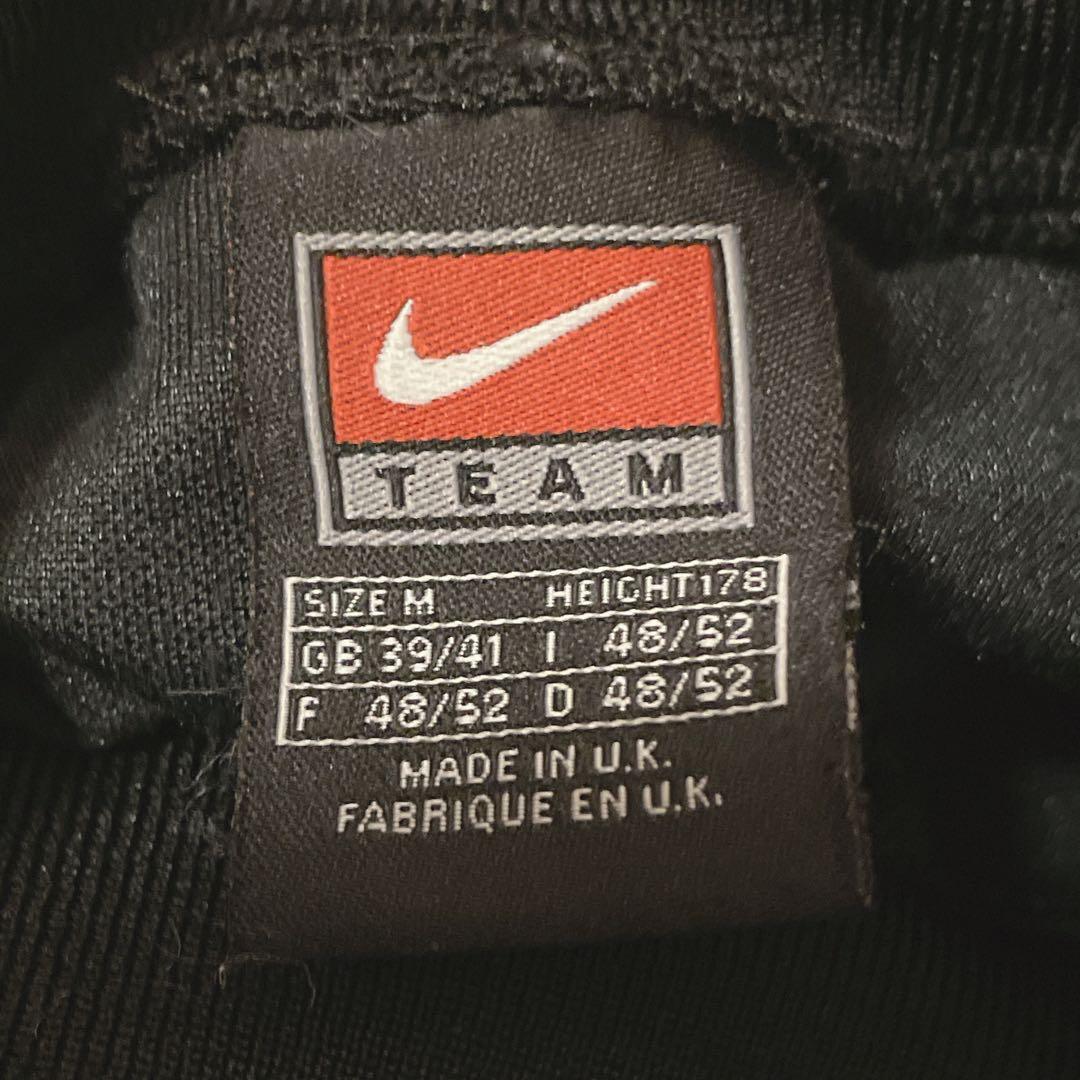 TEAM
SIZE M HEIGHT 178
GB 39/41 I 48/52
F 48/52 D 48/52
MADE IN U.K.
FABRIQUE EN U.K.